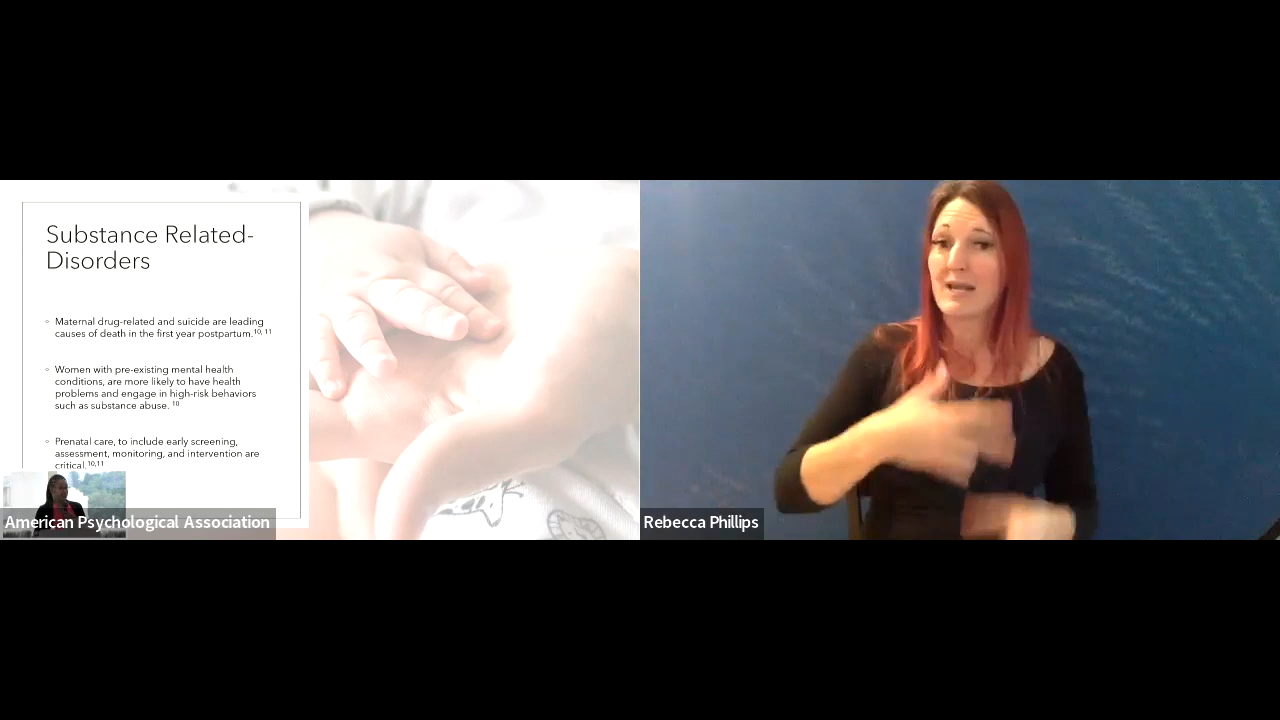 Substance Related-
Disorders
◦ Maternal drug-related and suicide are leading
causes of death in the first year postpartum.10, 11
◦ Women with pre-existing mental health
conditions, are more likely to have health
problems and engage in high-risk behaviors
such as substance abuse. 10
◦ Prenatal care, to include early screening,
assessment, monitoring, and intervention are
critical.10,11
American Psychological Association
Rebecca Phillips